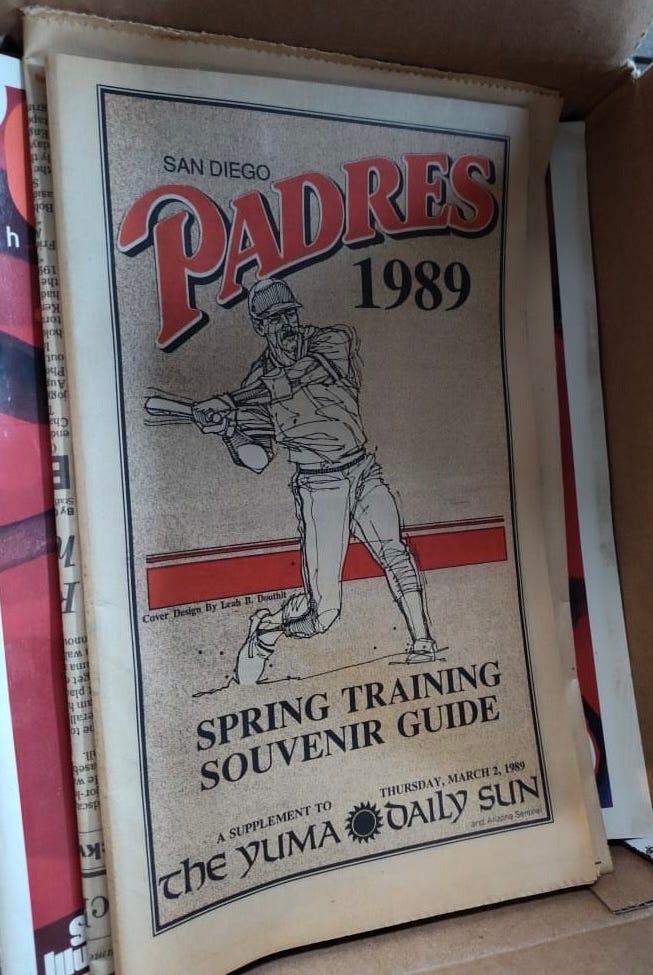 SAN DIEGO
PADRES
1989
Cover Design By Leah B. Douthit
SPRING TRAINING
SOUVENIR GUIDE
A SUPPLEMENT TO
THURSDAY, MARCH 2, 1989
the YUMA DAILY SUN
and Arizona Sentinel
h